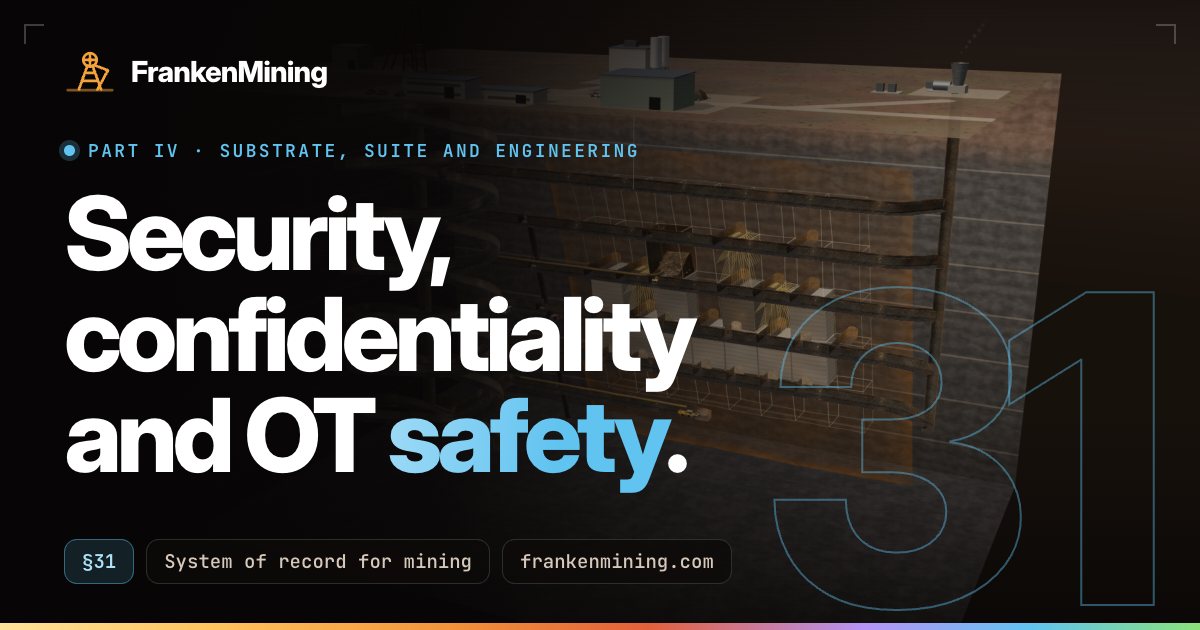 FrankenMining
PART IV · SUBSTRATE, SUITE AND ENGINEERING
Security,
confidentiality
and OT safety.
31
§31
System of record for mining
frankenmining.com